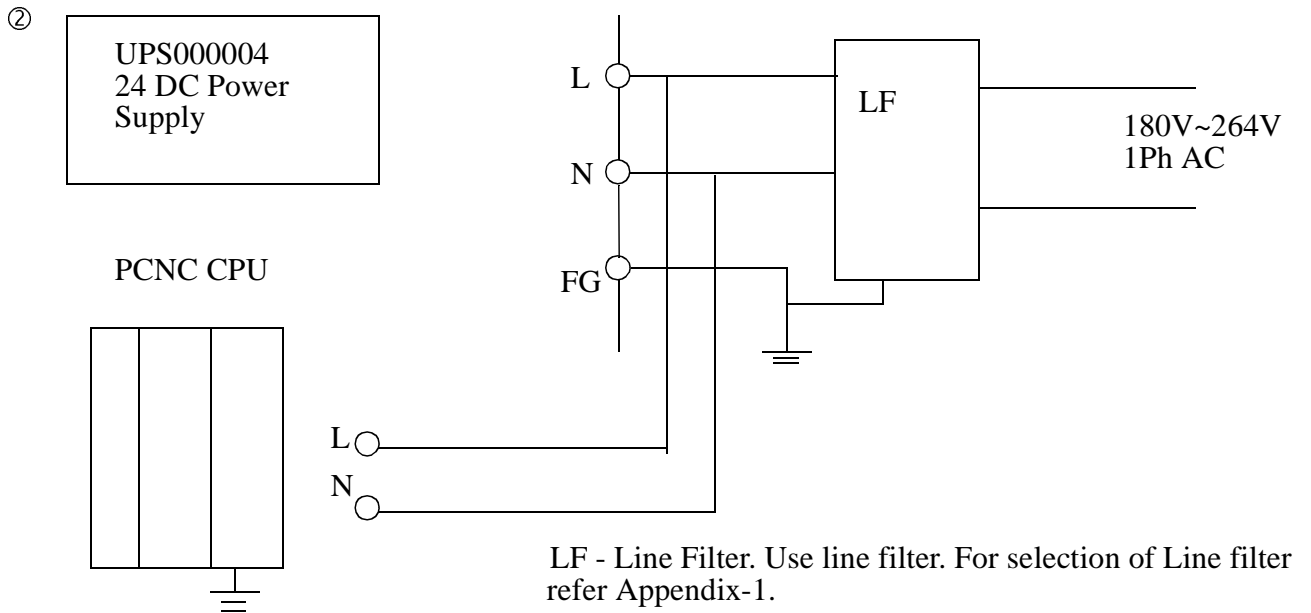 ②
UPS000004
24 DC Power
Supply
L
LF
180V~264V
1Ph AC
N
PCNC CPU
FG
L
N
LF - Line Filter. Use line filter. For selection of Line filter
refer Appendix-1.